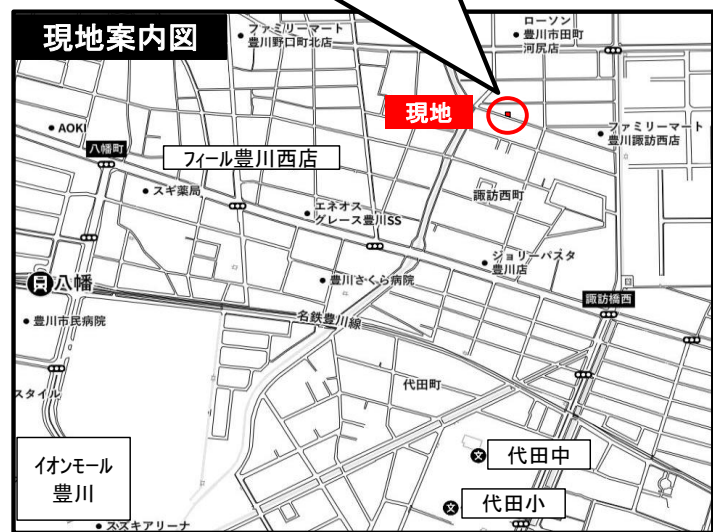 現地案内図
ファミリーマート
豊川野口町北店
ローソン
豊川市田町
河尻店
現地
AOKI
八幡町
フィール豊川西店
ファミリーマート
豊川諏訪西店
スギ薬局
エネオス
グレース豊川SS
諏訪西町
ジョリーパスタ
豊川店
八幡
豊川さくら病院
諏訪橋西
豊川市民病院
名鉄豊川線
スタイル
代田町
イオンモール
豊川
文 代田中
文 代田小
スズキアリーナ